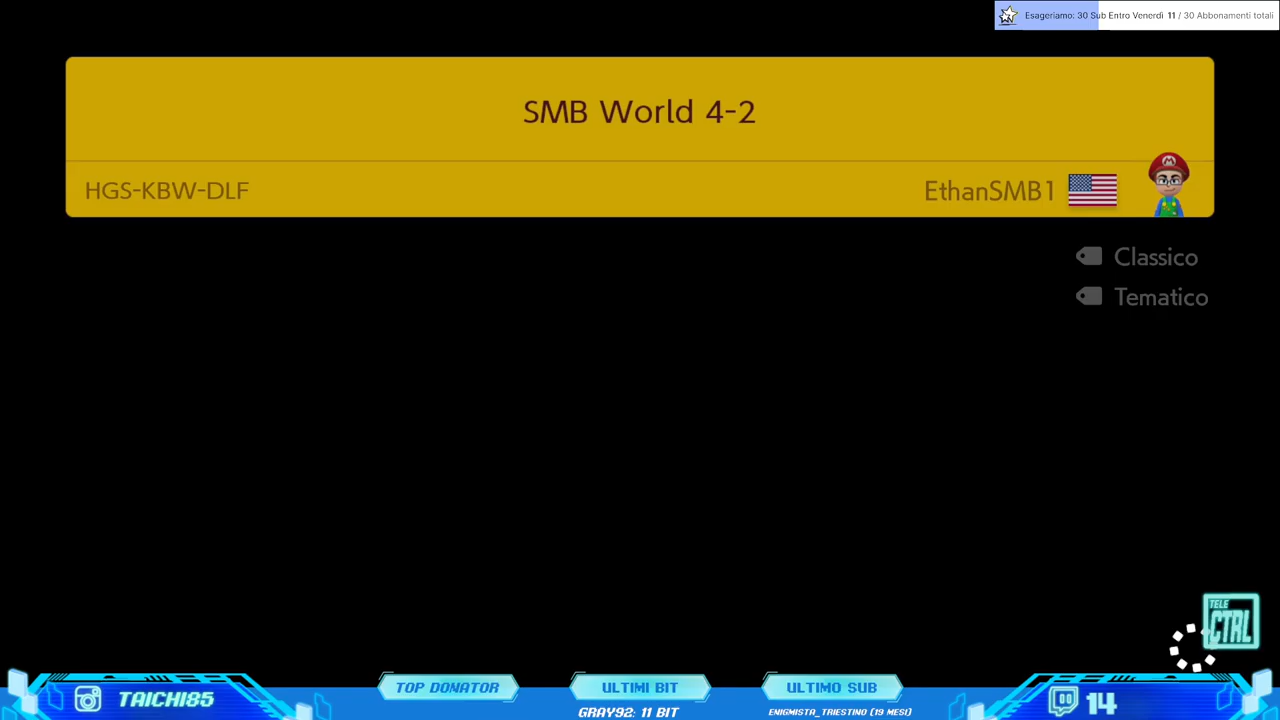 Esageriamo: 30 Sub Entro Venerdì 11 / 30 Abbonamenti totali
SMB World 4-2
HGS-KBW-DLF
EthanSMB1
Classico
Tematico
TELE
CTRL
TAICHI85
TOP DONATOR
ULTIMI BIT
GRAY92: 11 BIT
ULTIMO SUB
ENIGMISTA_TRIESTINO (19 MESI)
14